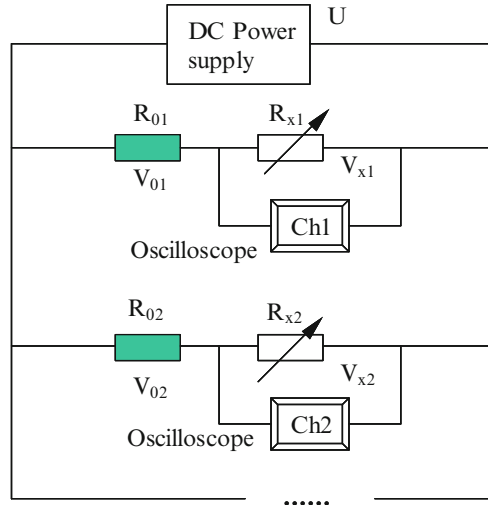 DC Power
supply
U
R₀₁
Rₓ₁
V₀₁
Vₓ₁
Ch1
Oscilloscope
R₀₂
Rₓ₂
V₀₂
Vₓ₂
Ch2
Oscilloscope
......